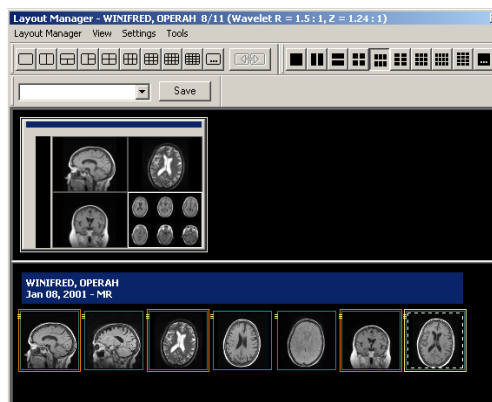 Layout Manager - WINIFRED, OPERAH 8/11 (Wavelet R = 1.5 : 1, Z = 1.24 : 1)
Layout Manager View Settings Tools
...
...
Save
WINIFRED, OPERAH
Jan 08, 2001 - MR